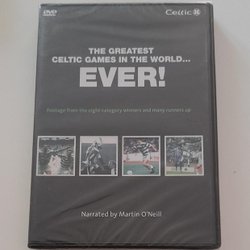 DVD
Celtic
THE GREATEST
CELTIC GAMES IN THE WORLD...
EVER!
Footage from the eight category winners and many runners up
Narrated by Martin O'Neill